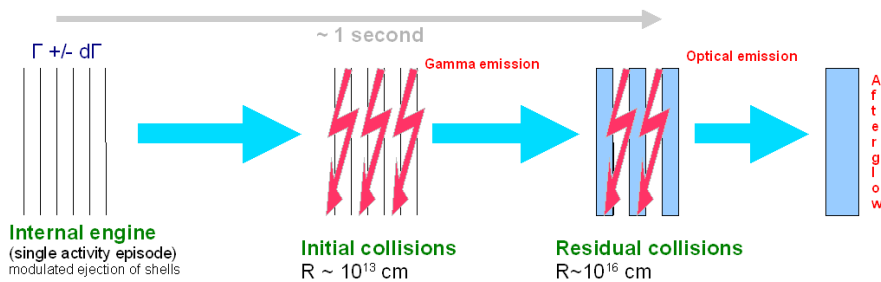 Γ +/- dΓ
~ 1 second
Gamma emission
Optical emission
Afterglow
Internal engine
(single activity episode)
modulated ejection of shells
Initial collisions
R ~ 10¹³ cm
Residual collisions
R~10¹⁶ cm